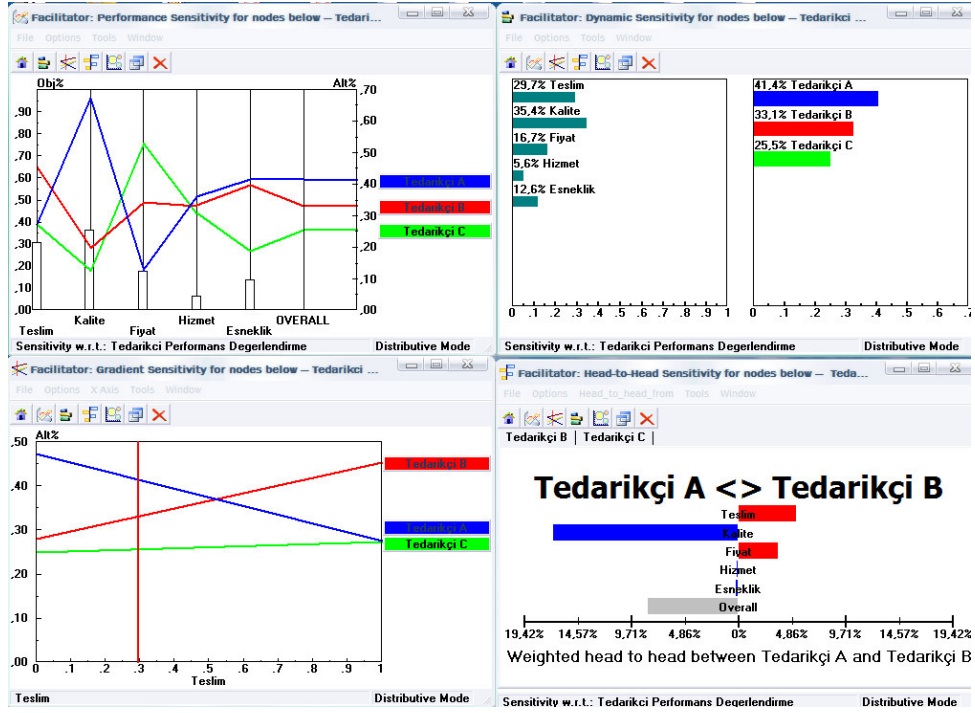 Facilitator: Performance Sensitivity for nodes below -- Tedari...
File Options Tools Window
Obj% Alt%
,90
,80
,70
,60
,50
,40
,30
,20
,10
,00
,70
,60
,50
,40
,30
,20
,10
,00
Tedarikçi A
Tedarikçi B
Tedarikçi C
Teslim
Kalite
Fiyat
Hizmet
Esneklik
OVERALL
Sensitivity w.r.t.: Tedarikci Performans Degerlendirme Distributive Mode
Facilitator: Dynamic Sensitivity for nodes below -- Tedarikci ...
File Options Tools Window
29,7% Teslim
35,4% Kalite
16,7% Fiyat
5,6% Hizmet
12,6% Esneklik
0 .1 .2 .3 .4 .5 .6 .7 .8 .9 1
41,4% Tedarikçi A
33,1% Tedarikçi B
25,5% Tedarikçi C
0 .1 .2 .3 .4 .5 .6 .7
Sensitivity w.r.t.: Tedarikci Performans Degerlendirme Distributive Mode
Facilitator: Gradient Sensitivity for nodes below -- Tedarikci ...
File Options X Axis Tools Window
Alt%
,50
,40
,30
,20
,10
,00
Tedarikçi B
Tedarikçi A
Tedarikçi C
0 .1 .2 .3 .4 .5 .6 .7 .8 .9 1
Teslim
Teslim Distributive Mode
Facilitator: Head-to-Head Sensitivity for nodes below -- Teda...
File Options Head_to_head_from Tools Window
Tedarikçi B | Tedarikçi C |
Tedarikçi A <> Tedarikçi B
Teslim
Kalite
Fiyat
Hizmet
Esneklik
Overall
19,42% 14,57% 9,71% 4,86% 0% 4,86% 9,71% 14,57% 19,42%
Weighted head to head between Tedarikçi A and Tedarikçi B
Sensitivity w.r.t.: Tedarikci Performans Degerlendirme Distributive Mode